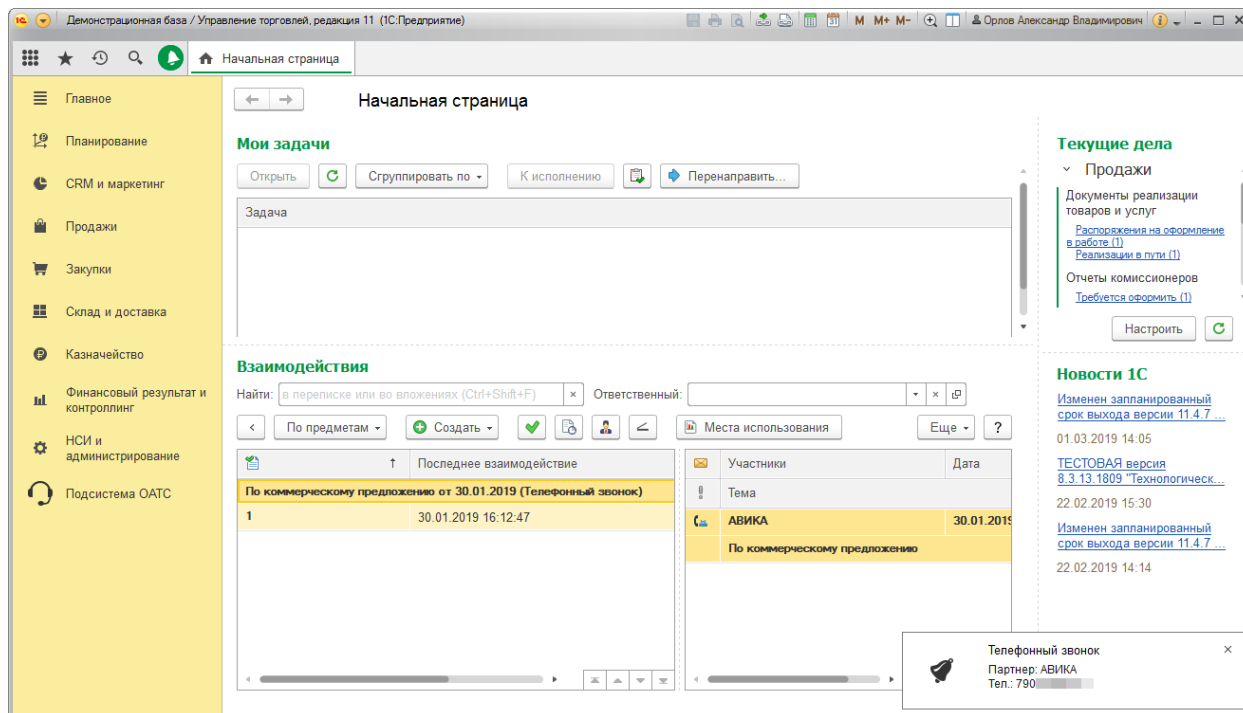 Демонстрационная база / Управление торговлей, редакция 11 (1С:Предприятие)
M M+ M- Орлов Александр Владимирович
Начальная страница
Главное
Планирование
CRM и маркетинг
Продажи
Закупки
Склад и доставка
Казначейство
Финансовый результат и
контроллинг
НСИ и
администрирование
Подсистема ОАТС
Начальная страница
Мои задачи
Открыть Сгруппировать по К исполнению Перенаправить...
Задача
Взаимодействия
Найти: в переписке или во вложениях (Ctrl+Shift+F) × Ответственный:
По предметам Создать Места использования Еще ?
Последнее взаимодействие
По коммерческому предложению от 30.01.2019 (Телефонный звонок)
1 30.01.2019 16:12:47
Участники Дата
Тема
АВИКА 30.01.2019
По коммерческому предложению
Текущие дела
Продажи
Документы реализации
товаров и услуг
Распоряжения на оформление
в работе (1)
Реализации в пути (1)
Отчеты комиссионеров
Требуется оформить (1)
Настроить
Новости 1С
Изменен запланированный
срок выхода версии 11.4.7 ...
01.03.2019 14:05
ТЕСТОВАЯ версия
8.3.13.1809 "Технологическ...
22.02.2019 15:30
Изменен запланированный
срок выхода версии 11.4.7 ...
22.02.2019 14:14
Телефонный звонок
Партнер: АВИКА
Тел.: 790